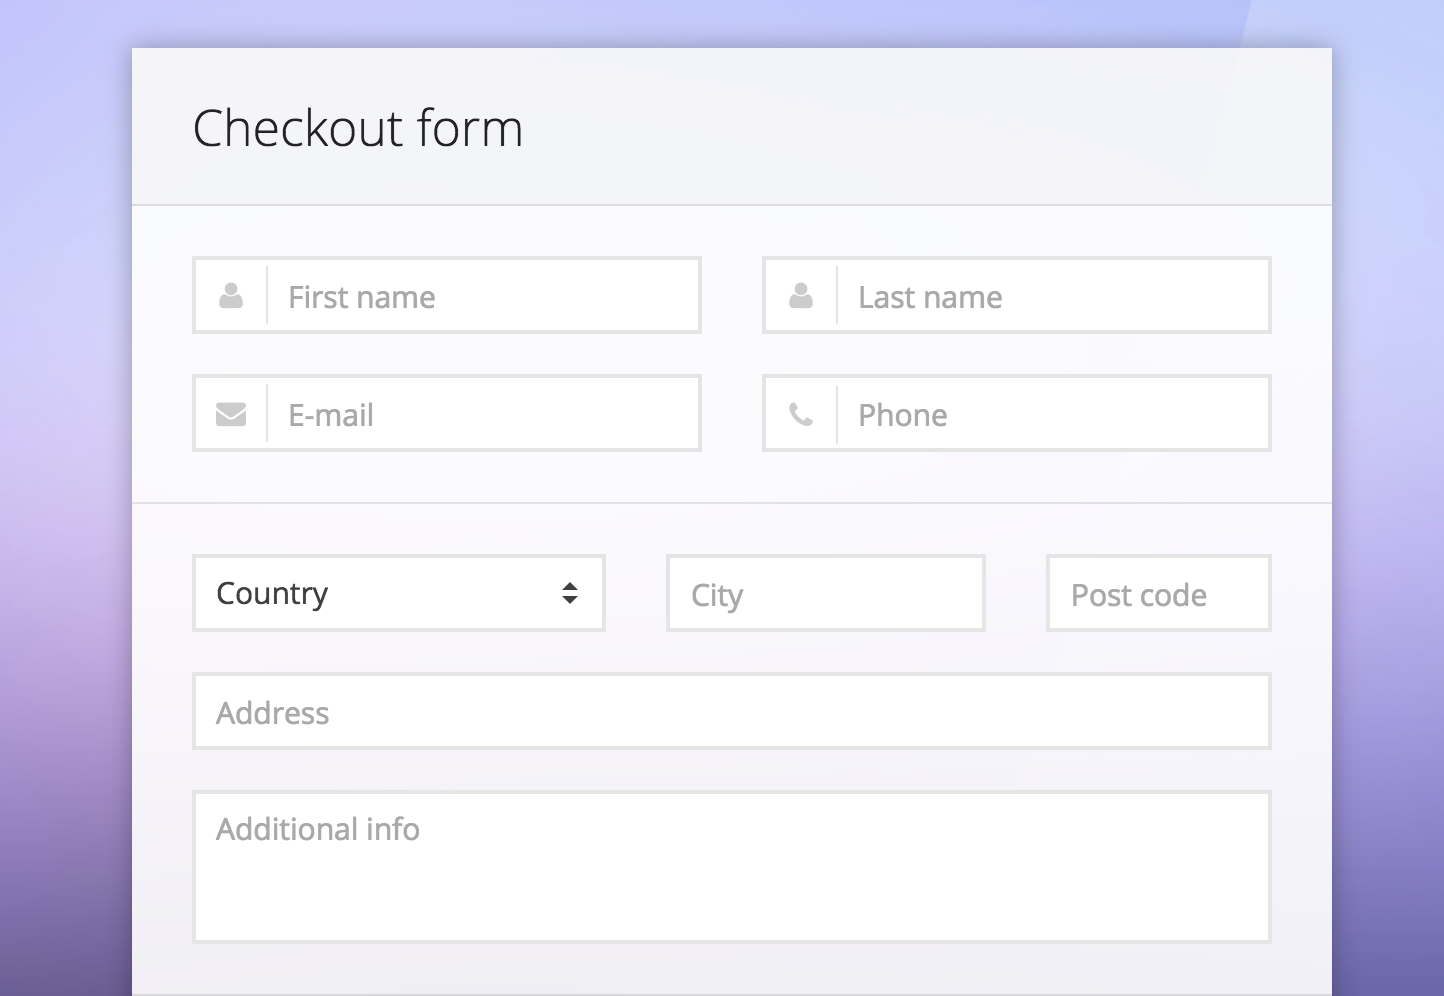 Checkout form
First name
Last name
E-mail
Phone
Country
City
Post code
Address
Additional info